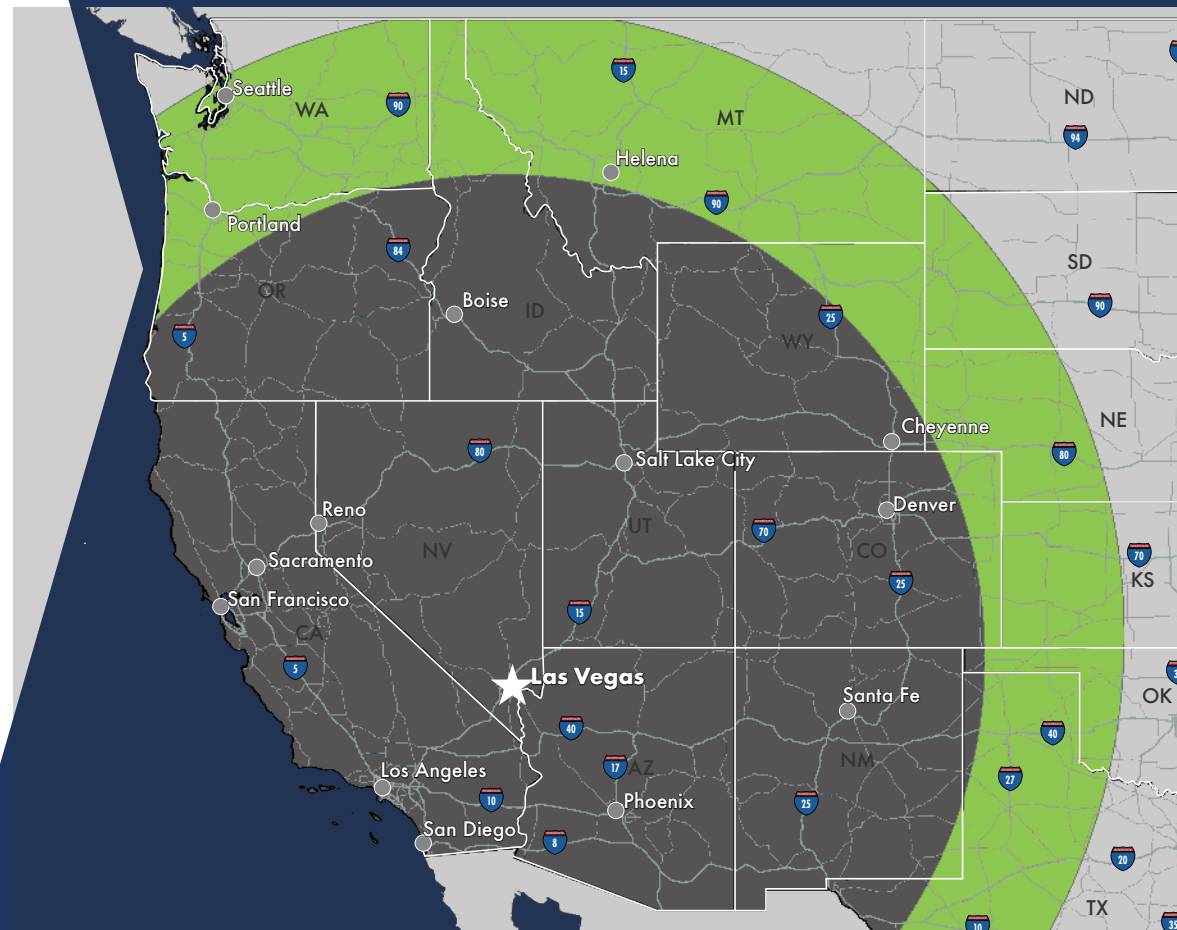 15
ND
Seattle
WA
90
MT
94
Helena
90
Portland
84
SD
OR
Boise
ID
25
90
5
WY
NE
Cheyenne
80
80
Salt Lake City
Reno
Denver
UT
70
NV
CO
70
Sacramento
KS
25
San Francisco
15
CA
5
Las Vegas
Santa Fe
OK
40
40
NM
17
AZ
Los Angeles
27
10
Phoenix
25
San Diego
8
20
TX
10
35